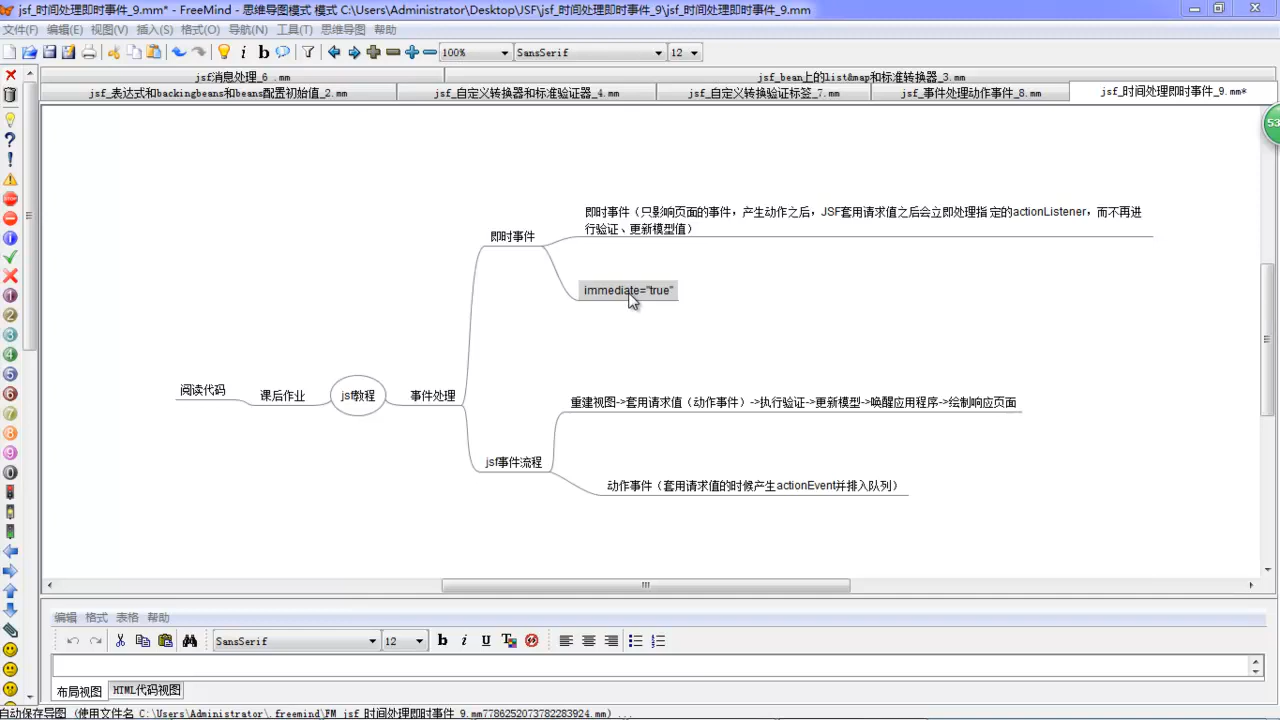 jsf_时间处理即时事件_9.mm* - FreeMind - 思维导图模式 模式 C:\Users\Administrator\Desktop\JSF\jsf_时间处理即时事件_9\jsf_时间处理即时事件_9.mm
文件(F) 编辑(E) 视图(V) 插入(S) 格式(O) 导航(N) 工具(T) 思维导图 帮助
100% SansSerif 12
jsf消息处理_6 .mm jsf_bean上的list&map和标准转换器_3.mm
jsf_表达式和backingbeans和beans配置初始值_2.mm jsf_自定义转换器和标准验证器_4.mm jsf_自定义转换验证标签_7.mm jsf_事件处理动作事件_8.mm jsf_时间处理即时事件_9.mm*
53
即时事件（只影响页面的事件，产生动作之后，JSF套用请求值之后会立即处理指定的actionListener，而不再进
行验证、更新模型值）
即时事件
immediate="true"
阅读代码 课后作业 jsf教程 事件处理
重建视图->套用请求值（动作事件）->执行验证->更新模型->唤醒应用程序->绘制响应页面
jsf事件流程
动作事件（套用请求值的时候产生actionEvent并排入队列）
编辑 格式 表格 帮助
SansSerif 12 b i U
布局视图 HTML代码视图
自动保存导图 (使用文件名 C:\Users\Administrator\.freemind\FM_jsf_时间处理即时事件_9.mm7786252073782283924.mm) ...